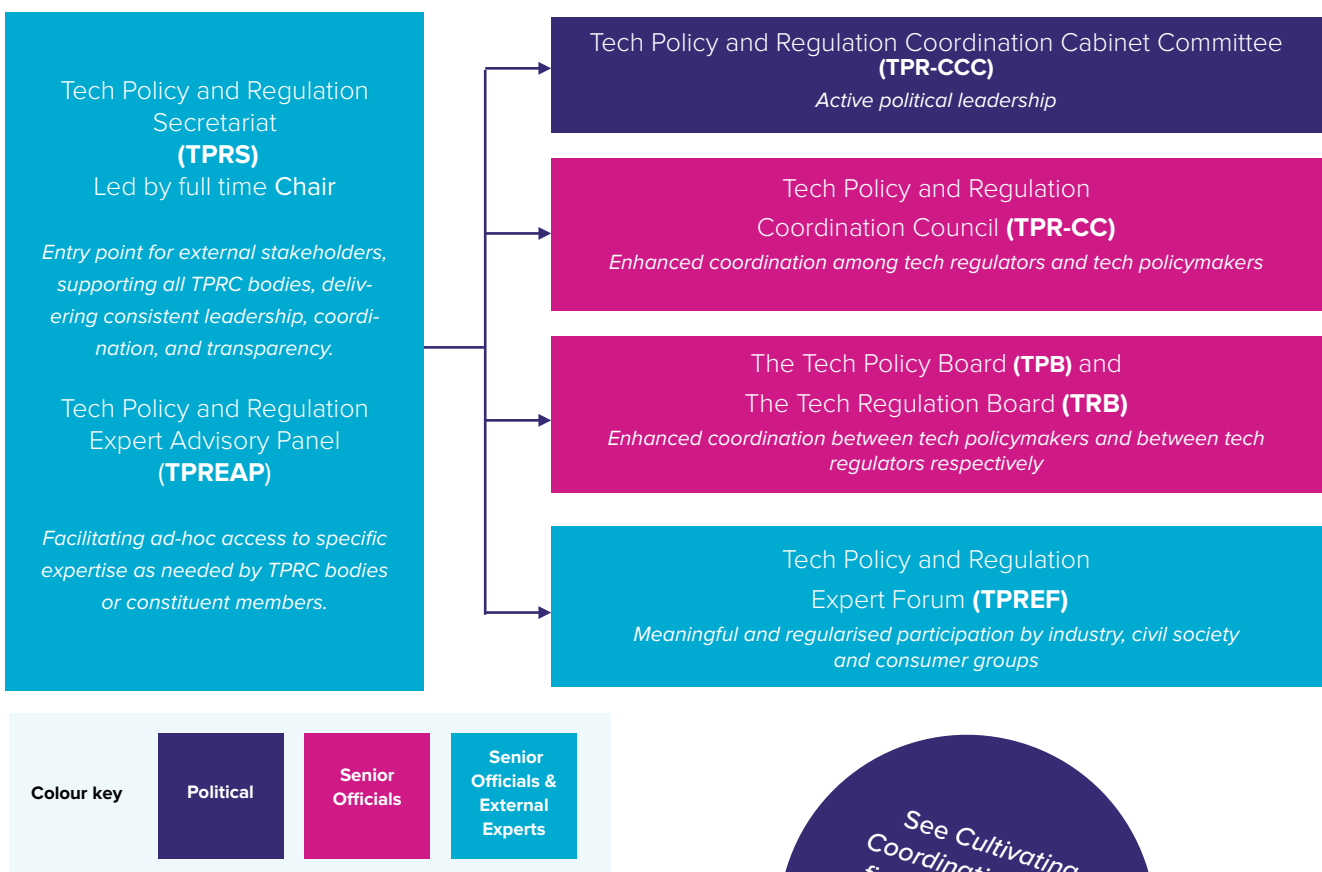 Tech Policy and Regulation
Secretariat
(TPRS)
Led by full time Chair
Entry point for external stakeholders,
supporting all TPRC bodies, deliv-
ering consistent leadership, coordi-
nation, and transparency.
Tech Policy and Regulation
Expert Advisory Panel
(TPREAP)
Facilitating ad-hoc access to specific
expertise as needed by TPRC bodies
or constituent members.
Tech Policy and Regulation Coordination Cabinet Committee
(TPR-CCC)
Active political leadership
Tech Policy and Regulation
Coordination Council (TPR-CC)
Enhanced coordination among tech regulators and tech policymakers
The Tech Policy Board (TPB) and
The Tech Regulation Board (TRB)
Enhanced coordination between tech policymakers and between tech
regulators respectively
Tech Policy and Regulation
Expert Forum (TPREF)
Meaningful and regularised participation by industry, civil society
and consumer groups
Colour key
Political
Senior
Officials
Senior
Officials &
External
Experts
See Cultivating